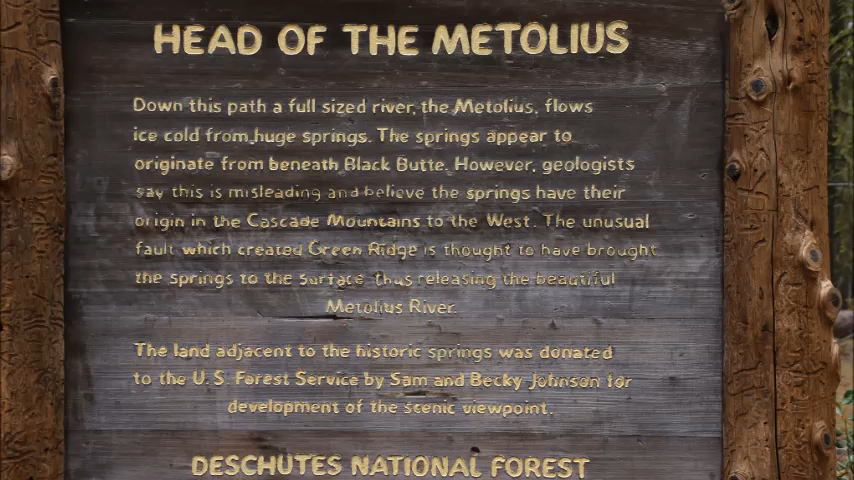 HEAD OF THE METOLIUS
Down this path a full sized river, the Metolius, flows
ice cold from huge springs. The springs appear to
originate from beneath Black Butte. However, geologists
say this is misleading and believe the springs have their
origin in the Cascade Mountains to the West. The unusual
fault which created Green Ridge is thought to have brought
the springs to the surface thus releasing the beautiful
Metolius River.
The land adjacent to the historic springs was donated
to the U.S. Forest Service by Sam and Becky Johnson for
development of the scenic viewpoint.
DESCHUTES NATIONAL FOREST